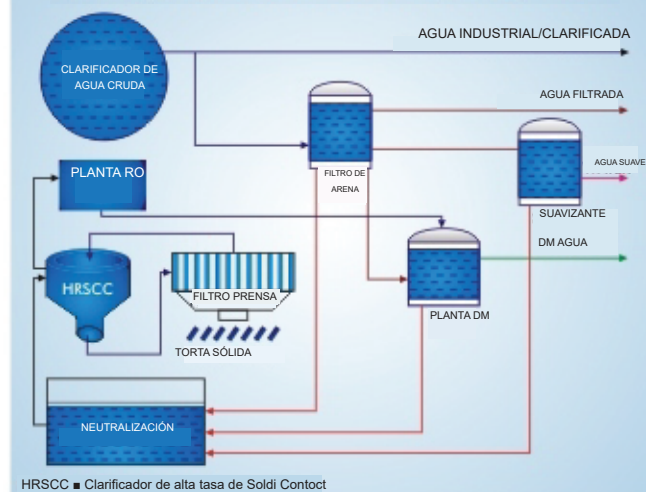 AGUA INDUSTRIAL/CLARIFICADA
CLARIFICADOR DE
AGUA CRUDA
AGUA FILTRADA
FILTRO DE
ARENA
AGUA SUAVE
PLANTA RO
SUAVIZANTE
DM AGUA
HRSCC
FILTRO PRENSA
PLANTA DM
TORTA SÓLIDA
NEUTRALIZACIÓN
HRSCC ■ Clarificador de alta tasa de Soldi Contoct